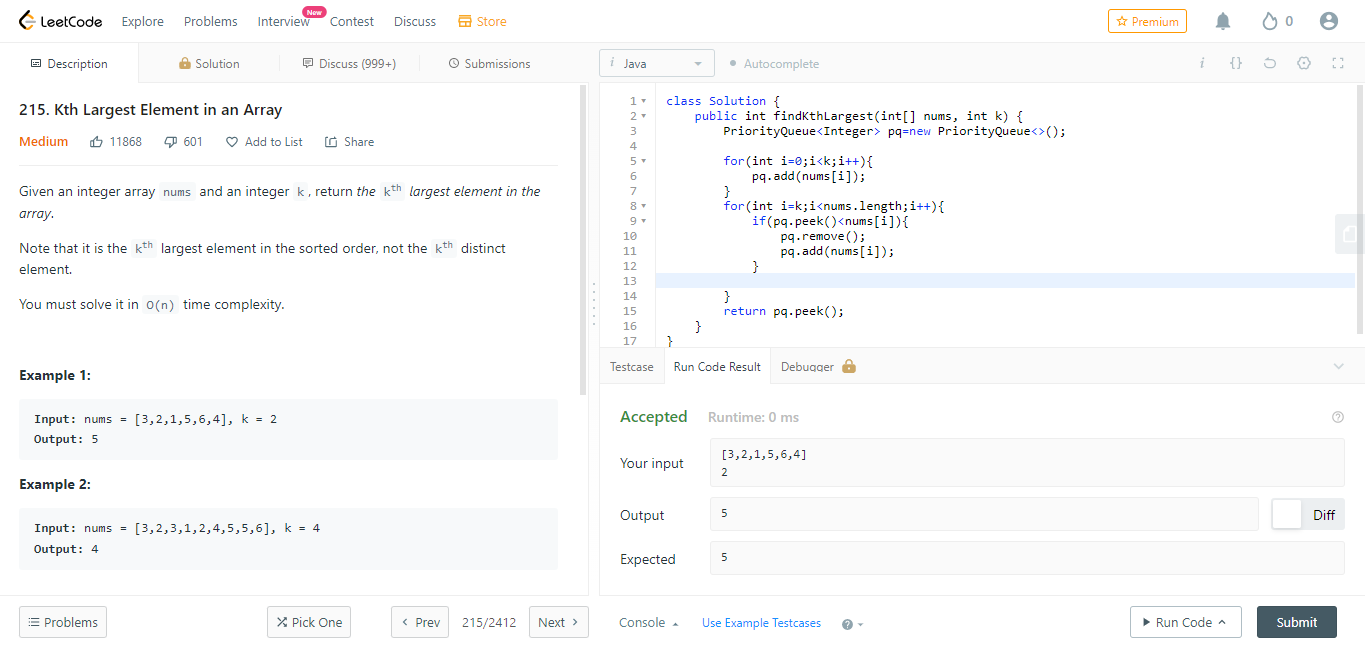 LeetCode Explore Problems Interview New Contest Discuss Store Premium 0
Description Solution Discuss (999+) Submissions
215. Kth Largest Element in an Array
Medium 11868 601 Add to List Share
Given an integer array nums and an integer k, return the kth largest element in the
array.
Note that it is the kth largest element in the sorted order, not the kth distinct
element.
You must solve it in O(n) time complexity.
Example 1:
Input: nums = [3,2,1,5,6,4], k = 2
Output: 5
Example 2:
Input: nums = [3,2,3,1,2,4,5,5,6], k = 4
Output: 4
Problems Pick One Prev 215/2412 Next
i Java Autocomplete i {}
1 class Solution {
2 public int findKthLargest(int[] nums, int k) {
3 PriorityQueue<Integer> pq=new PriorityQueue<>();
4
5 for(int i=0;i<k;i++){
6 pq.add(nums[i]);
7 }
8 for(int i=k;i<nums.length;i++){
9 if(pq.peek()<nums[i]){
10 pq.remove();
11 pq.add(nums[i]);
12 }
13
14 }
15 return pq.peek();
16 }
17 }
Testcase Run Code Result Debugger
Accepted Runtime: 0 ms ?
Your input
[3,2,1,5,6,4]
2
Output 5 Diff
Expected 5
Console Use Example Testcases ? Run Code Submit